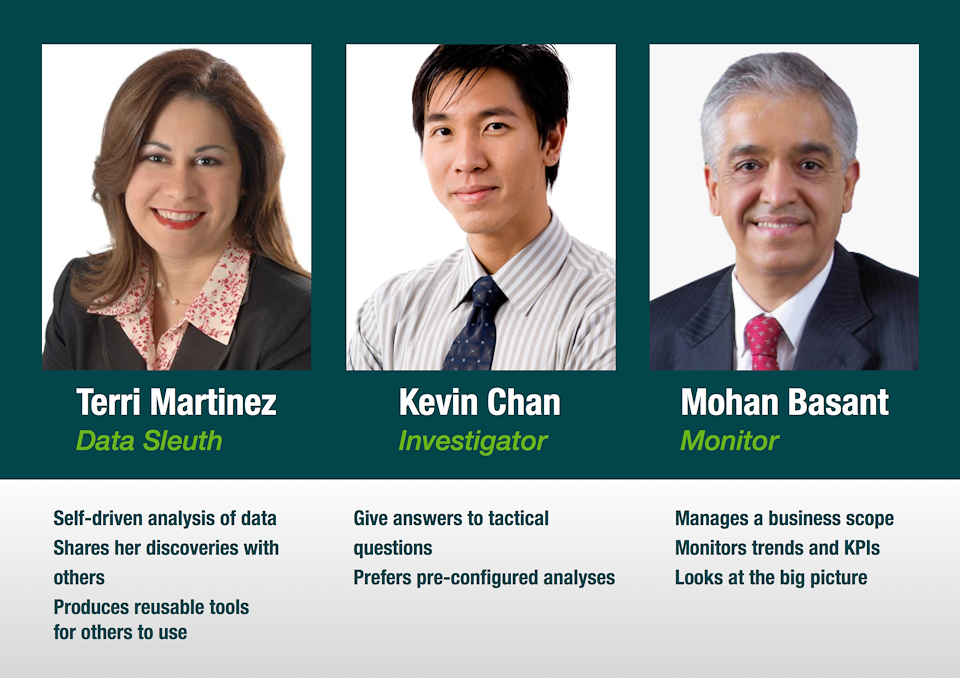 Terri Martinez
Data Sleuth
Self-driven analysis of data
Shares her discoveries with
others
Produces reusable tools
for others to use
Kevin Chan
Investigator
Give answers to tactical
questions
Prefers pre-configured analyses
Mohan Basant
Monitor
Manages a business scope
Monitors trends and KPIs
Looks at the big picture